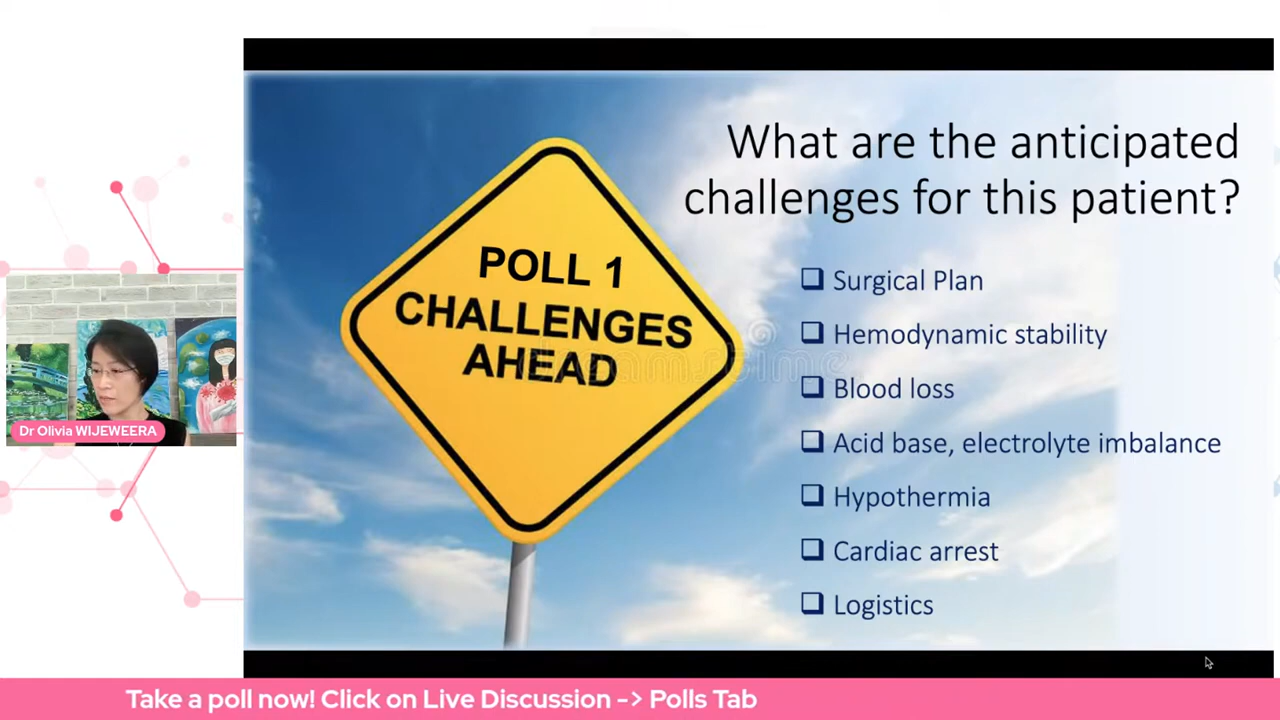 What are the anticipated
challenges for this patient?
POLL 1
CHALLENGES
AHEAD
dreamstime
Surgical Plan
Hemodynamic stability
Blood loss
Acid base, electrolyte imbalance
Hypothermia
Cardiac arrest
Logistics
Dr Olivia WIJEWEERA
Take a poll now! Click on Live Discussion -> Polls Tab